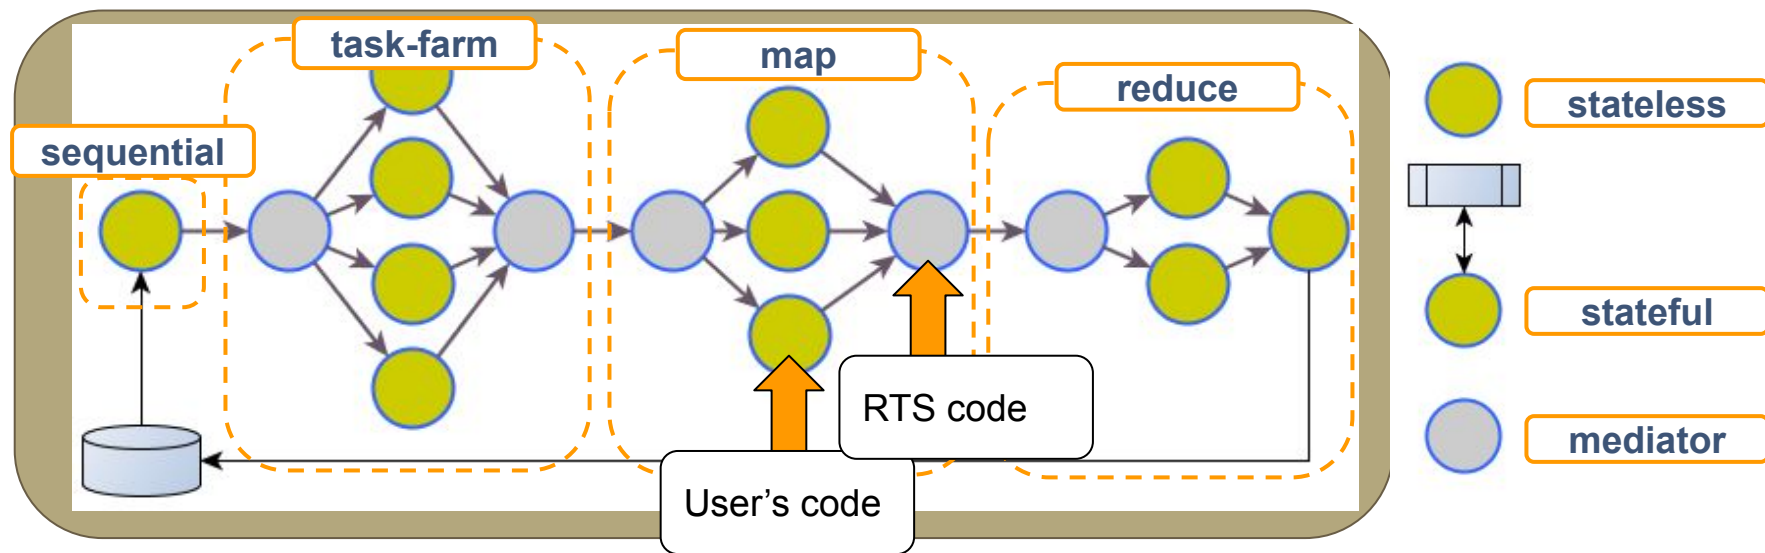 task-farm
map
reduce
sequential
stateless
stateful
mediator
RTS code
User’s code